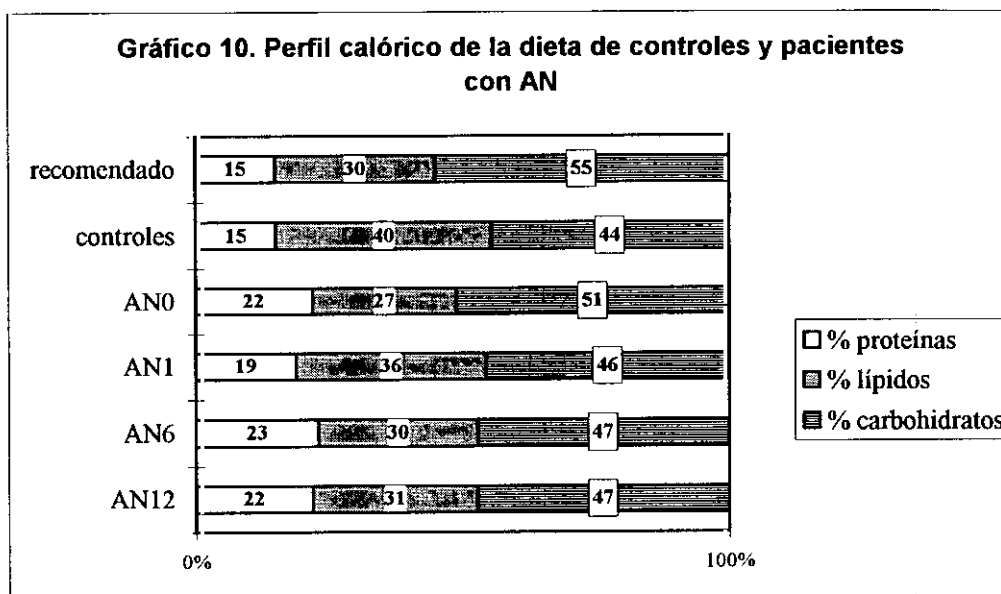 Gráfico 10. Perfil calórico de la dieta de controles y pacientes
con AN
recomendado 15 30 55
controles 15 40 44
AN0 22 27 51
AN1 19 36 46
AN6 23 30 47
AN12 22 31 47
0% 100%
% proteínas
% lípidos
% carbohidratos